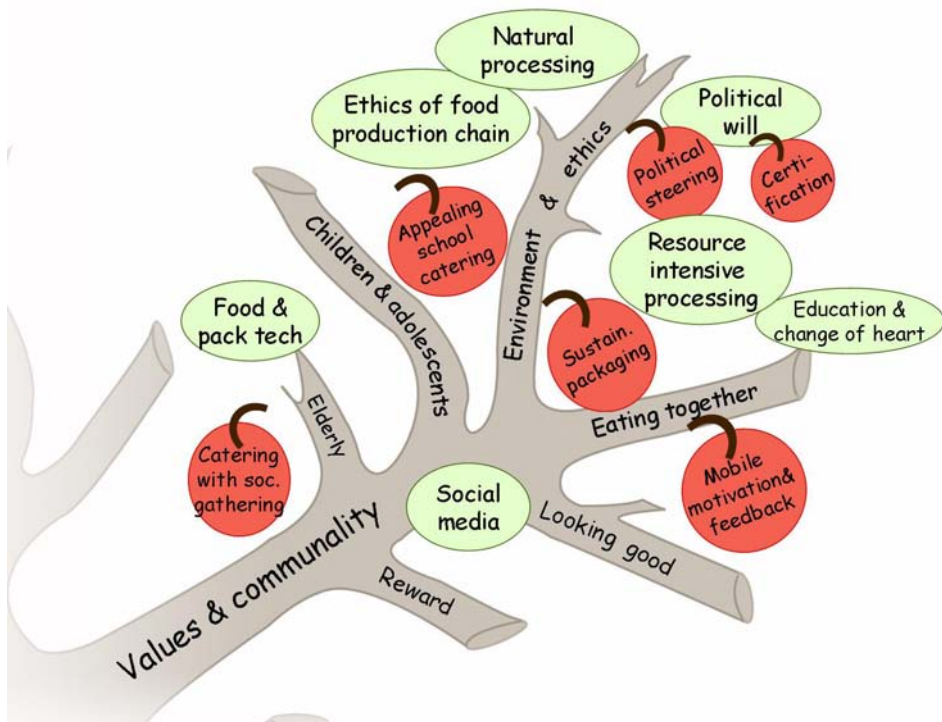 Natural
processing
Ethics of food
production chain
Political
will
Political
steering
Certi-
fication
Appealing
school
catering
Children & adolescents
Environment & ethics
Resource
intensive
processing
Education &
change of heart
Food &
pack tech
Sustain.
packaging
Elderly
Eating together
Catering
with soc.
gathering
Mobile
motivation&
feedback
Social
media
Looking good
Values & communality
Reward